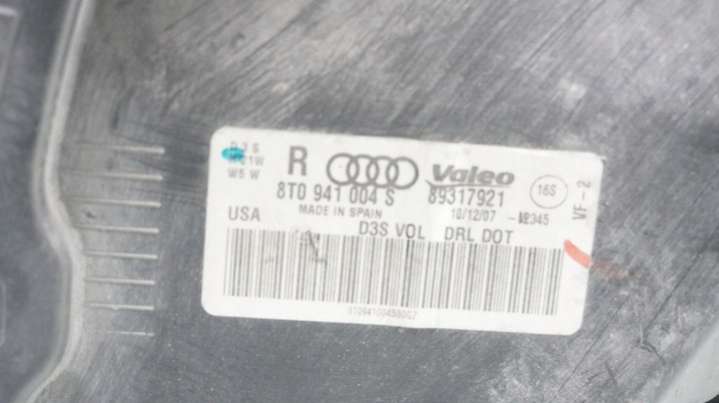 D3S
W5W
R Valeo
8T0 941 004 S 89317921 16S
MADE IN SPAIN 10/12/07 VF-2
USA D3S VOL DRL DOT